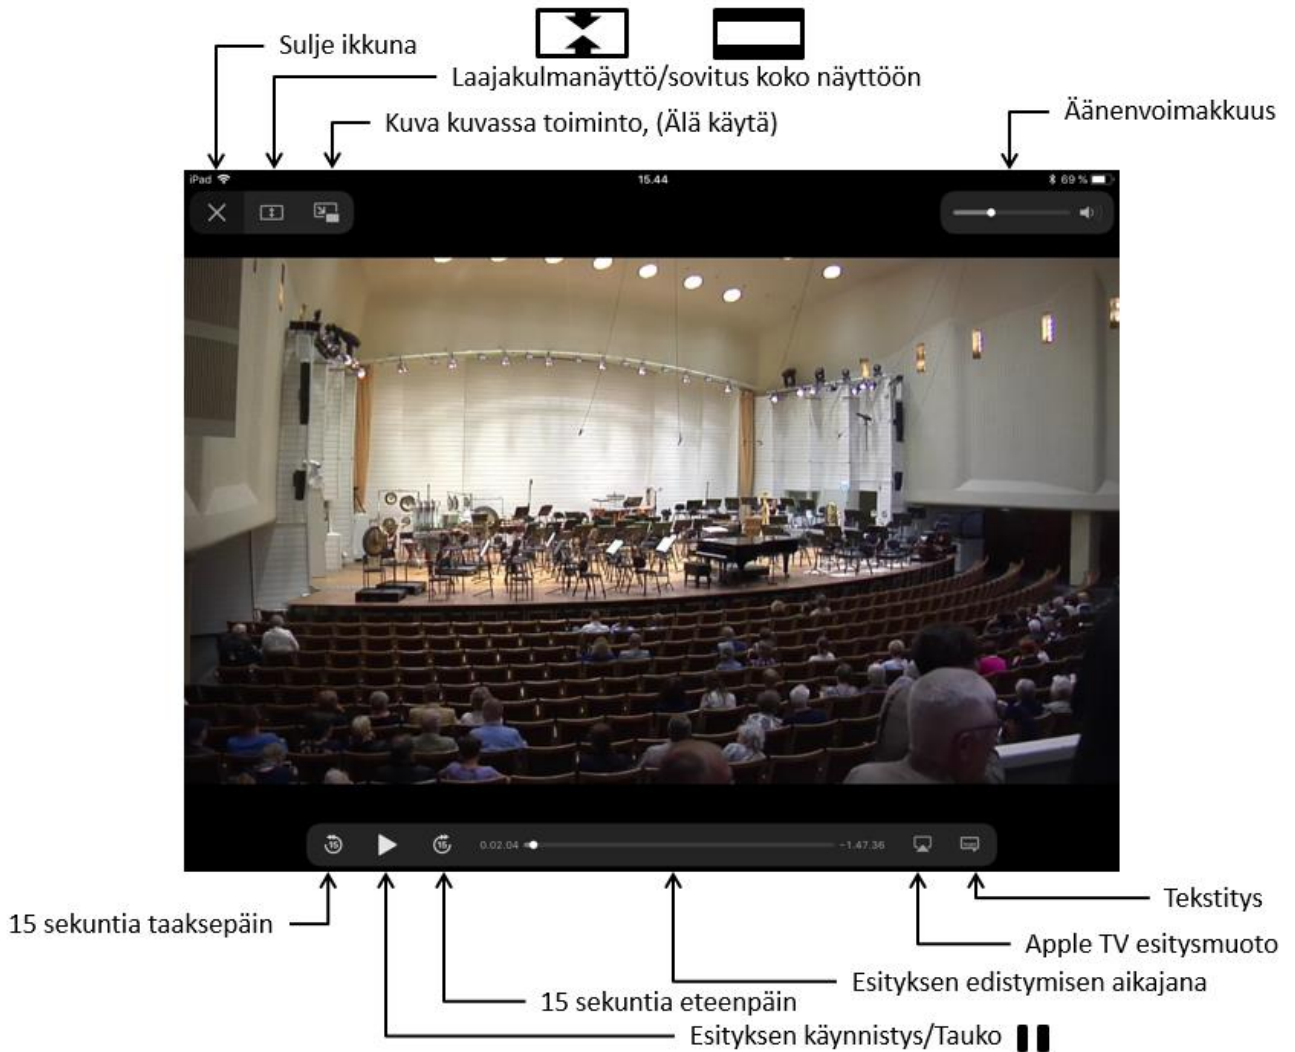 Sulje ikkuna
Laajakulmanäyttö/sovitus koko näyttöön
Kuva kuvassa toiminto, (Älä käytä)
Äänenvoimakkuus
iPad
15.44
69 %
15
15
0.02.04
-1.47.36
15 sekuntia taaksepäin
Tekstitys
Apple TV esitysmuoto
Esityksen edistymisen aikajana
15 sekuntia eteenpäin
Esityksen käynnistys/Tauko